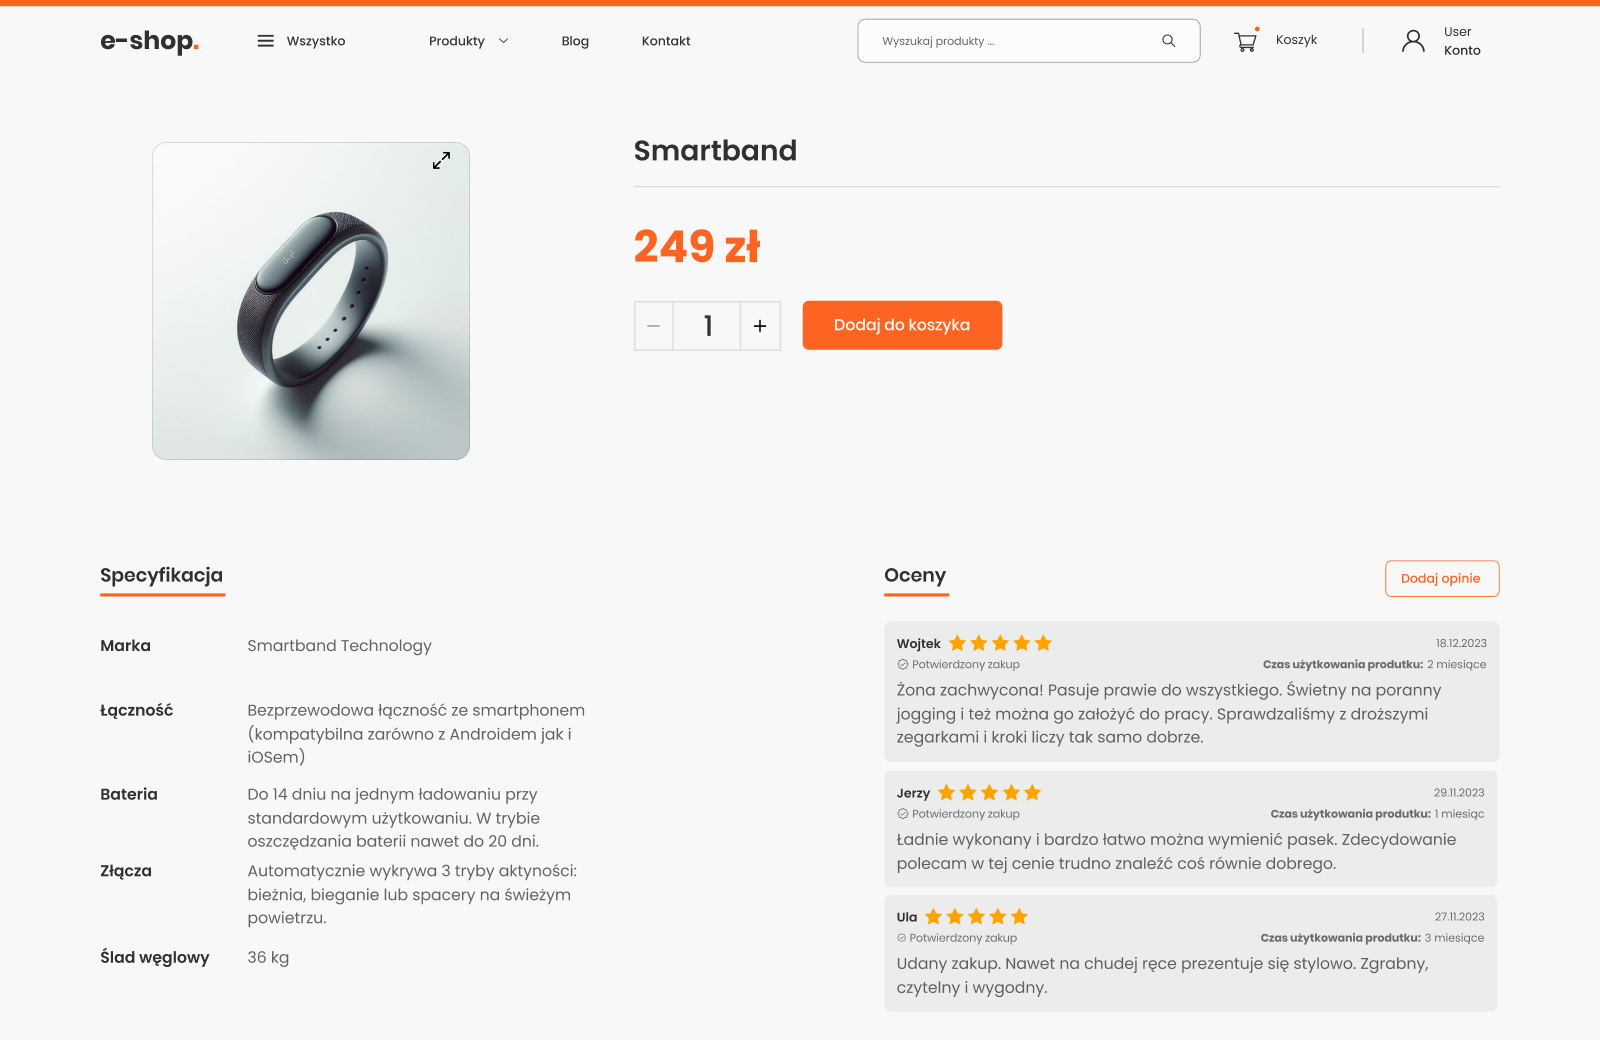 e-shop.
Wszystko
Produkty
Blog
Kontakt
Wyszukaj produkty ...
Koszyk
User
Konto
Smartband
249 zł
1
Dodaj do koszyka
Specyfikacja
Marka
Smartband Technology
Łączność
Bezprzewodowa łączność ze smartphonem
(kompatybilna zarówno z Androidem jak i
iOSem)
Bateria
Do 14 dniu na jednym ładowaniu przy
standardowym użytkowaniu. W trybie
oszczędzania baterii nawet do 20 dni.
Złącza
Automatycznie wykrywa 3 tryby aktyności:
bieżnia, bieganie lub spacery na świeżym
powietrzu.
Ślad węglowy
36 kg
Oceny
Dodaj opinie
Wojtek
18.12.2023
Potwierdzony zakup
Czas użytkowania produtku: 2 miesiące
Żona zachwycona! Pasuje prawie do wszystkiego. Świetny na poranny
jogging i też można go założyć do pracy. Sprawdzaliśmy z droższymi
zegarkami i kroki liczy tak samo dobrze.
Jerzy
29.11.2023
Potwierdzony zakup
Czas użytkowania produtku: 1 miesiąc
Ładnie wykonany i bardzo łatwo można wymienić pasek. Zdecydowanie
polecam w tej cenie trudno znaleźć coś równie dobrego.
Ula
27.11.2023
Potwierdzony zakup
Czas użytkowania produtku: 3 miesiące
Udany zakup. Nawet na chudej ręce prezentuje się stylowo. Zgrabny,
czytelny i wygodny.